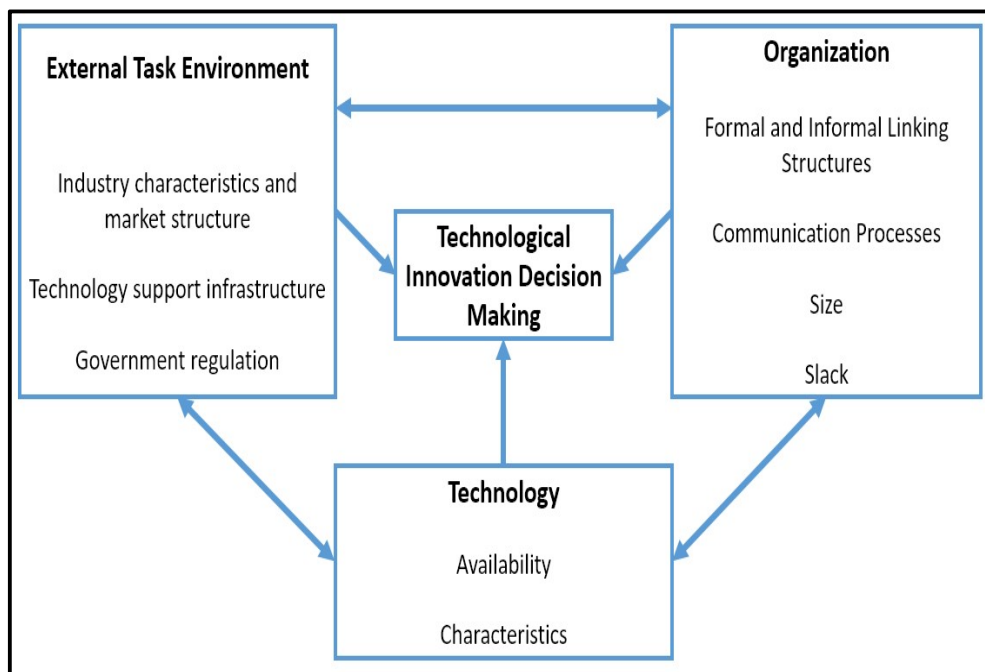 External Task Environment
Industry characteristics and
market structure
Technology support infrastructure
Government regulation
Organization
Formal and Informal Linking
Structures
Communication Processes
Size
Slack
Technological
Innovation Decision
Making
Technology
Availability
Characteristics